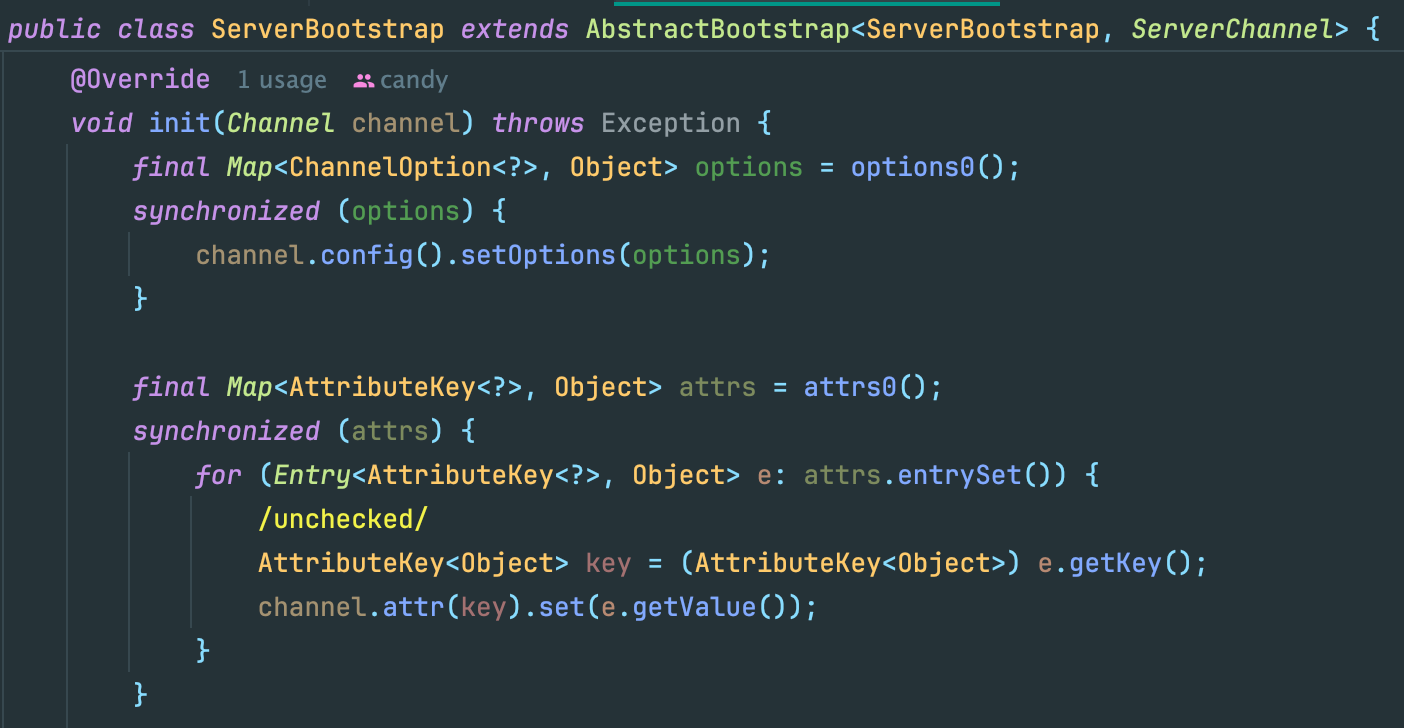 public class ServerBootstrap extends AbstractBootstrap<ServerBootstrap, ServerChannel> {
@Override 1 usage candy
void init(Channel channel) throws Exception {
final Map<ChannelOption<?>, Object> options = options0();
synchronized (options) {
channel.config().setOptions(options);
}
final Map<AttributeKey<?>, Object> attrs = attrs0();
synchronized (attrs) {
for (Entry<AttributeKey<?>, Object> e: attrs.entrySet()) {
/unchecked/
AttributeKey<Object> key = (AttributeKey<Object>) e.getKey();
channel.attr(key).set(e.getValue());
}
}